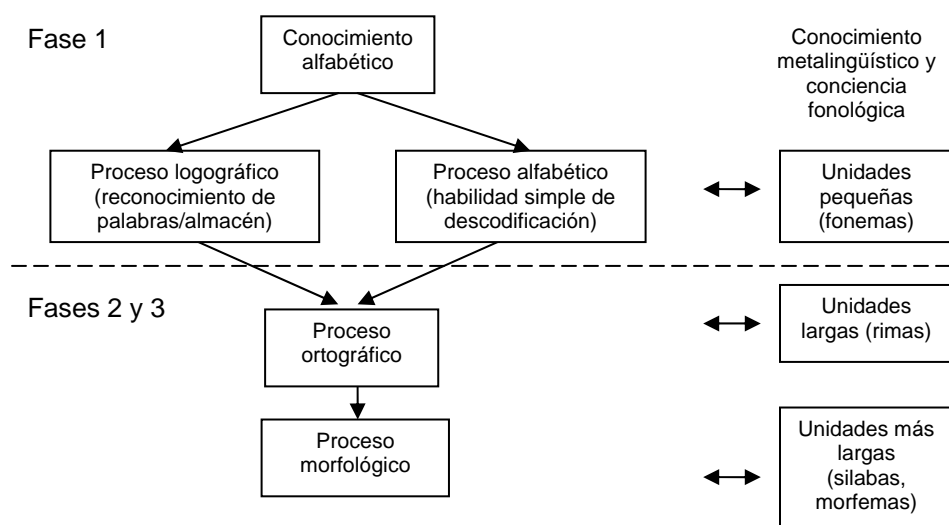 Fase 1
Conocimiento
alfabético
Conocimiento
metalingüístico y
conciencia
fonológica
Proceso logográfico
(reconocimiento de
palabras/almacén)
Proceso alfabético
(habilidad simple de
descodificación)
Unidades
pequeñas
(fonemas)
Fases 2 y 3
Proceso
ortográfico
Unidades
largas (rimas)
Proceso
morfológico
Unidades más
largas
(silabas,
morfemas)